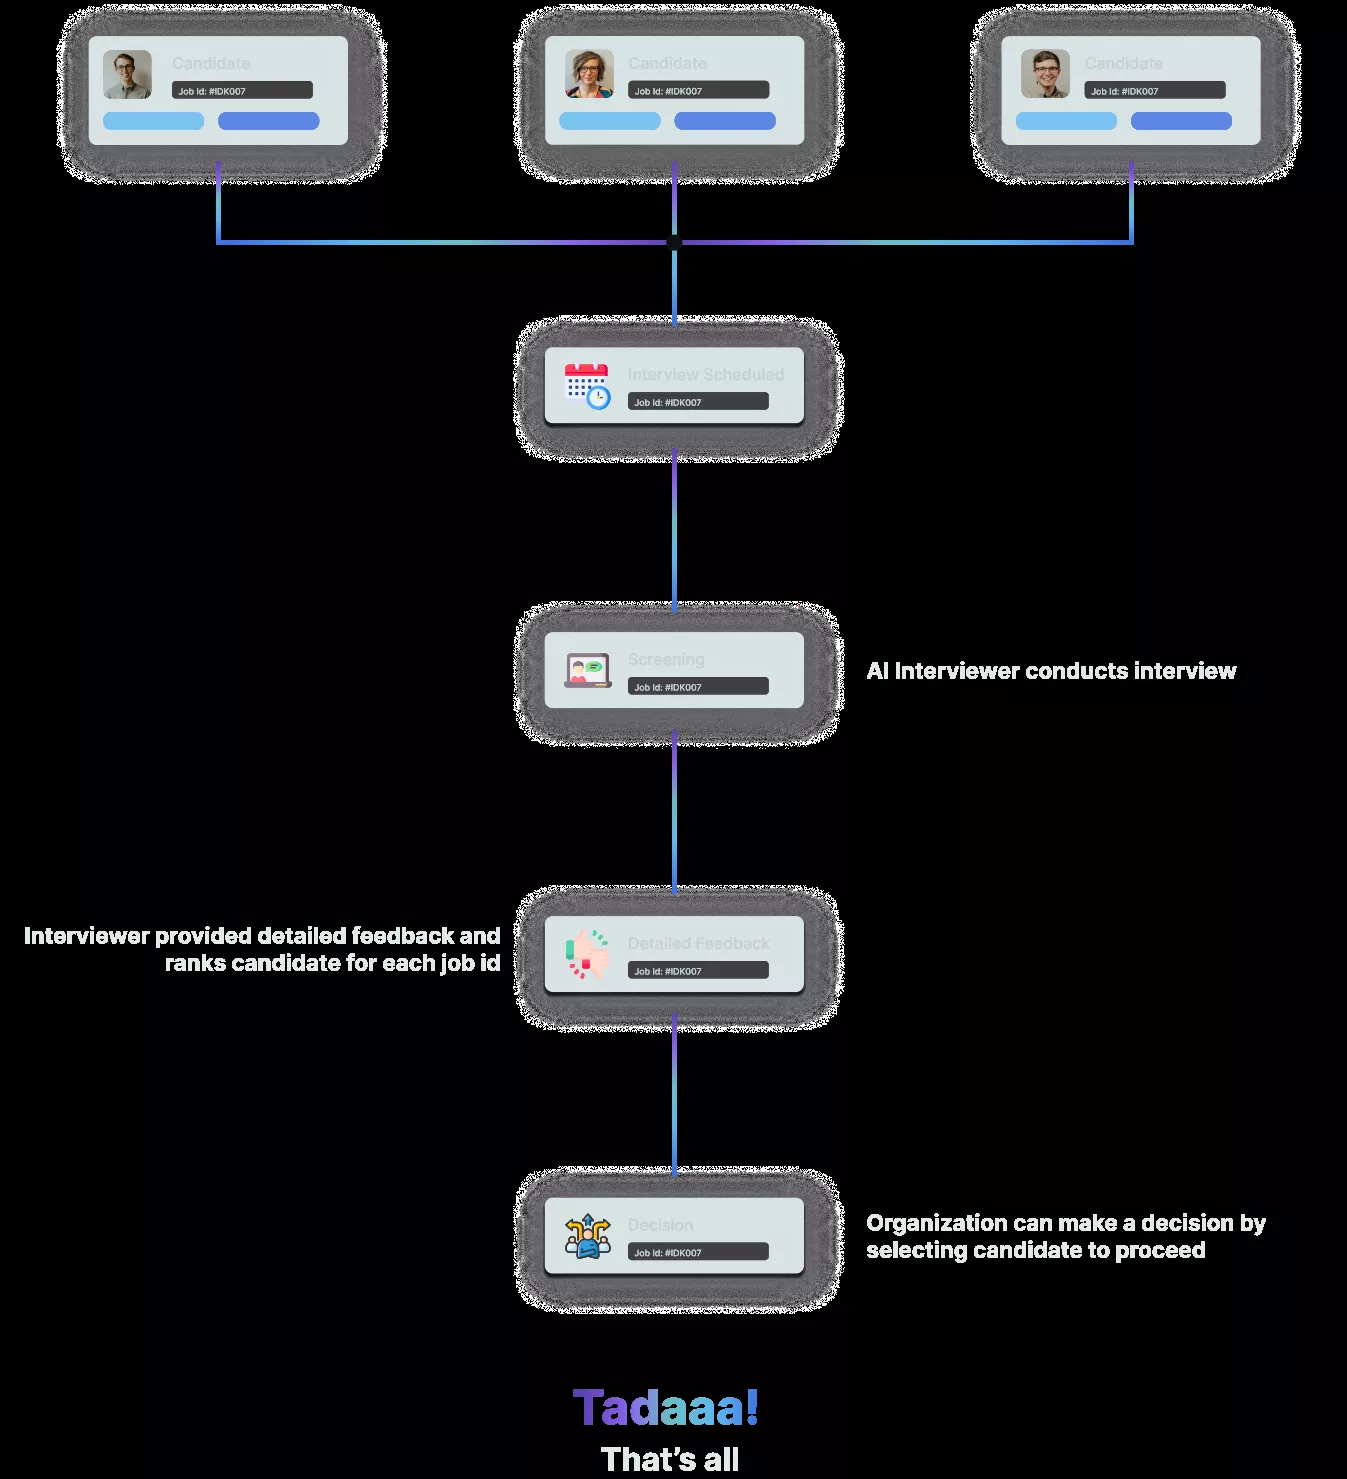 Candidate
Job Id: #IDK007
Candidate
Job Id: #IDK007
Candidate
Job Id: #IDK007
Interview Scheduled
Job Id: #IDK007
Screening
Job Id: #IDK007
AI Interviewer conducts interview
Interviewer provided detailed feedback and
ranks candidate for each job id
Detailed Feedback
Job Id: #IDK007
Decision
Job Id: #IDK007
Organization can make a decision by
selecting candidate to proceed
Tadaaa!
That's all